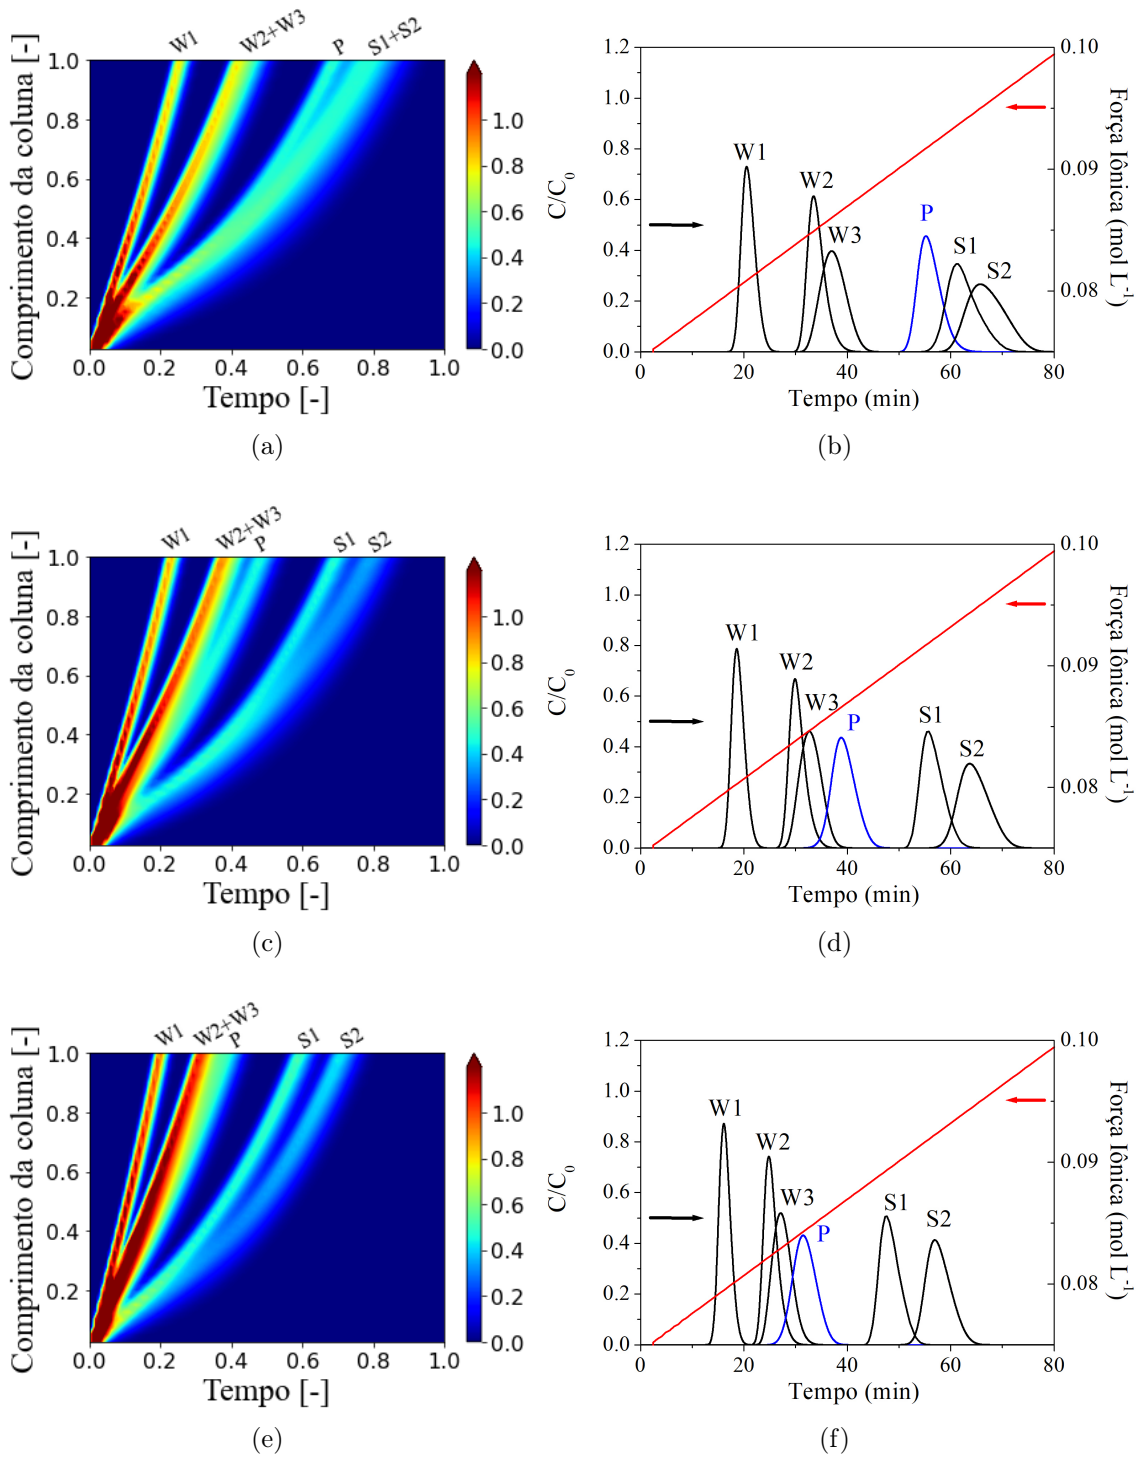 W1 W2+W3 P S1+S2
Comprimento da coluna [-]
1.0
0.8
0.6
0.4
0.2
0.0 0.2 0.4 0.6 0.8 1.0
Tempo [-]
1.0
0.8
0.6
0.4
0.2
0.0
(a)
C/C0
1.2
1.0
0.8
0.6
0.4
0.2
0.0
W1
W2
W3
P
S1
S2
0 20 40 60 80
Tempo (min)
0.10
0.09
0.08
Força Iônica (mol L-1)
(b)
W1 W2+W3 P S1 S2
Comprimento da coluna [-]
1.0
0.8
0.6
0.4
0.2
0.0 0.2 0.4 0.6 0.8 1.0
Tempo [-]
1.0
0.8
0.6
0.4
0.2
0.0
(c)
C/C0
1.2
1.0
0.8
0.6
0.4
0.2
0.0
W1
W2
W3
P
S1
S2
0 20 40 60 80
Tempo (min)
0.10
0.09
0.08
Força Iônica (mol L-1)
(d)
W1 W2+W3 P S1 S2
Comprimento da coluna [-]
1.0
0.8
0.6
0.4
0.2
0.0 0.2 0.4 0.6 0.8 1.0
Tempo [-]
1.0
0.8
0.6
0.4
0.2
0.0
(e)
C/C0
1.2
1.0
0.8
0.6
0.4
0.2
0.0
W1
W2
W3
P
S1
S2
0 20 40 60 80
Tempo (min)
0.10
0.09
0.08
Força Iônica (mol L-1)
(f)